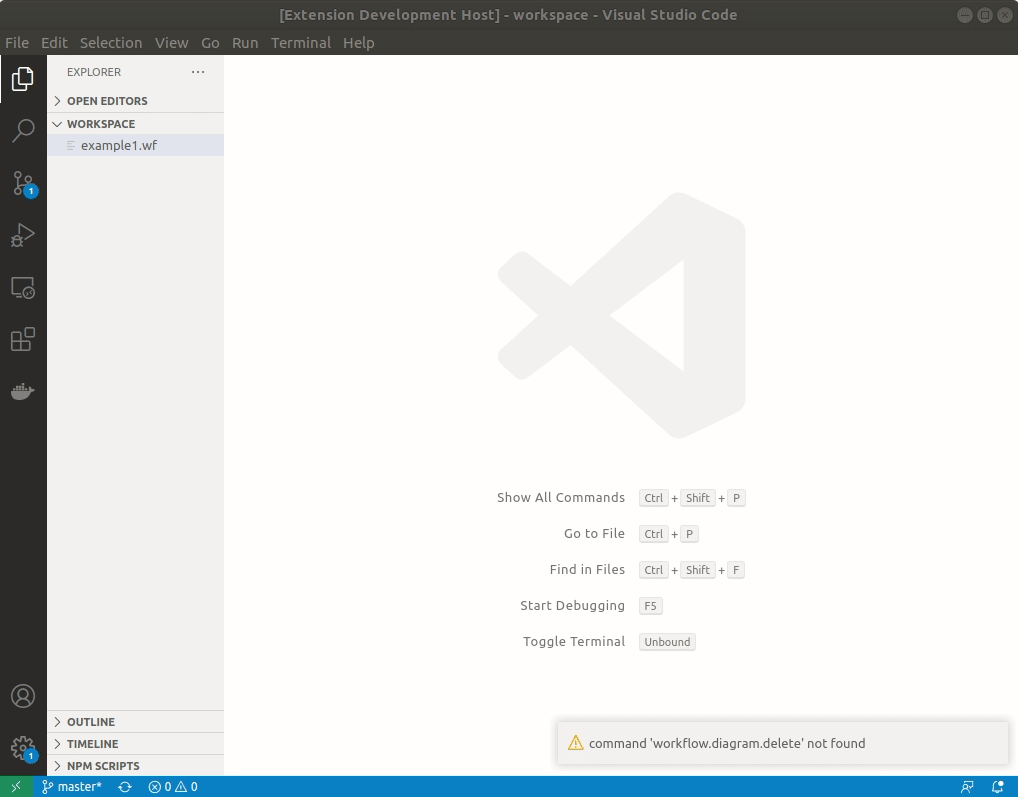 [Extension Development Host] - workspace - Visual Studio Code
File Edit Selection View Go Run Terminal Help
EXPLORER ...
OPEN EDITORS
WORKSPACE
example1.wf
1
Show All Commands Ctrl + Shift + P
Go to File Ctrl + P
Find in Files Ctrl + Shift + F
Start Debugging F5
Toggle Terminal Unbound
OUTLINE
TIMELINE
NPM SCRIPTS
1
command 'workflow.diagram.delete' not found
master* 0 0